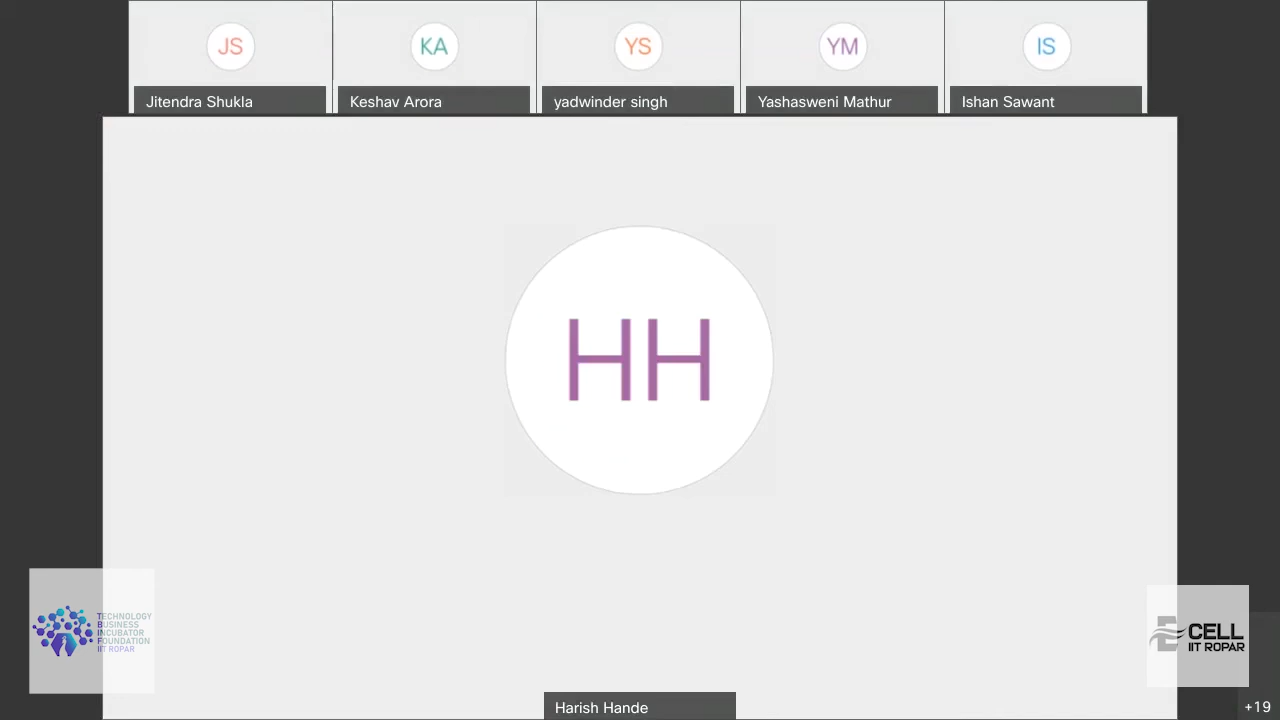 JS
KA
YS
YM
IS
Jitendra Shukla
Keshav Arora
yadwinder singh
Yashasweni Mathur
Ishan Sawant
HH
TECHNOLOGY
BUSINESS
INCUBATOR
FOUNDATION
IIT ROPAR
E CELL
IIT ROPAR
Harish Hande
+19